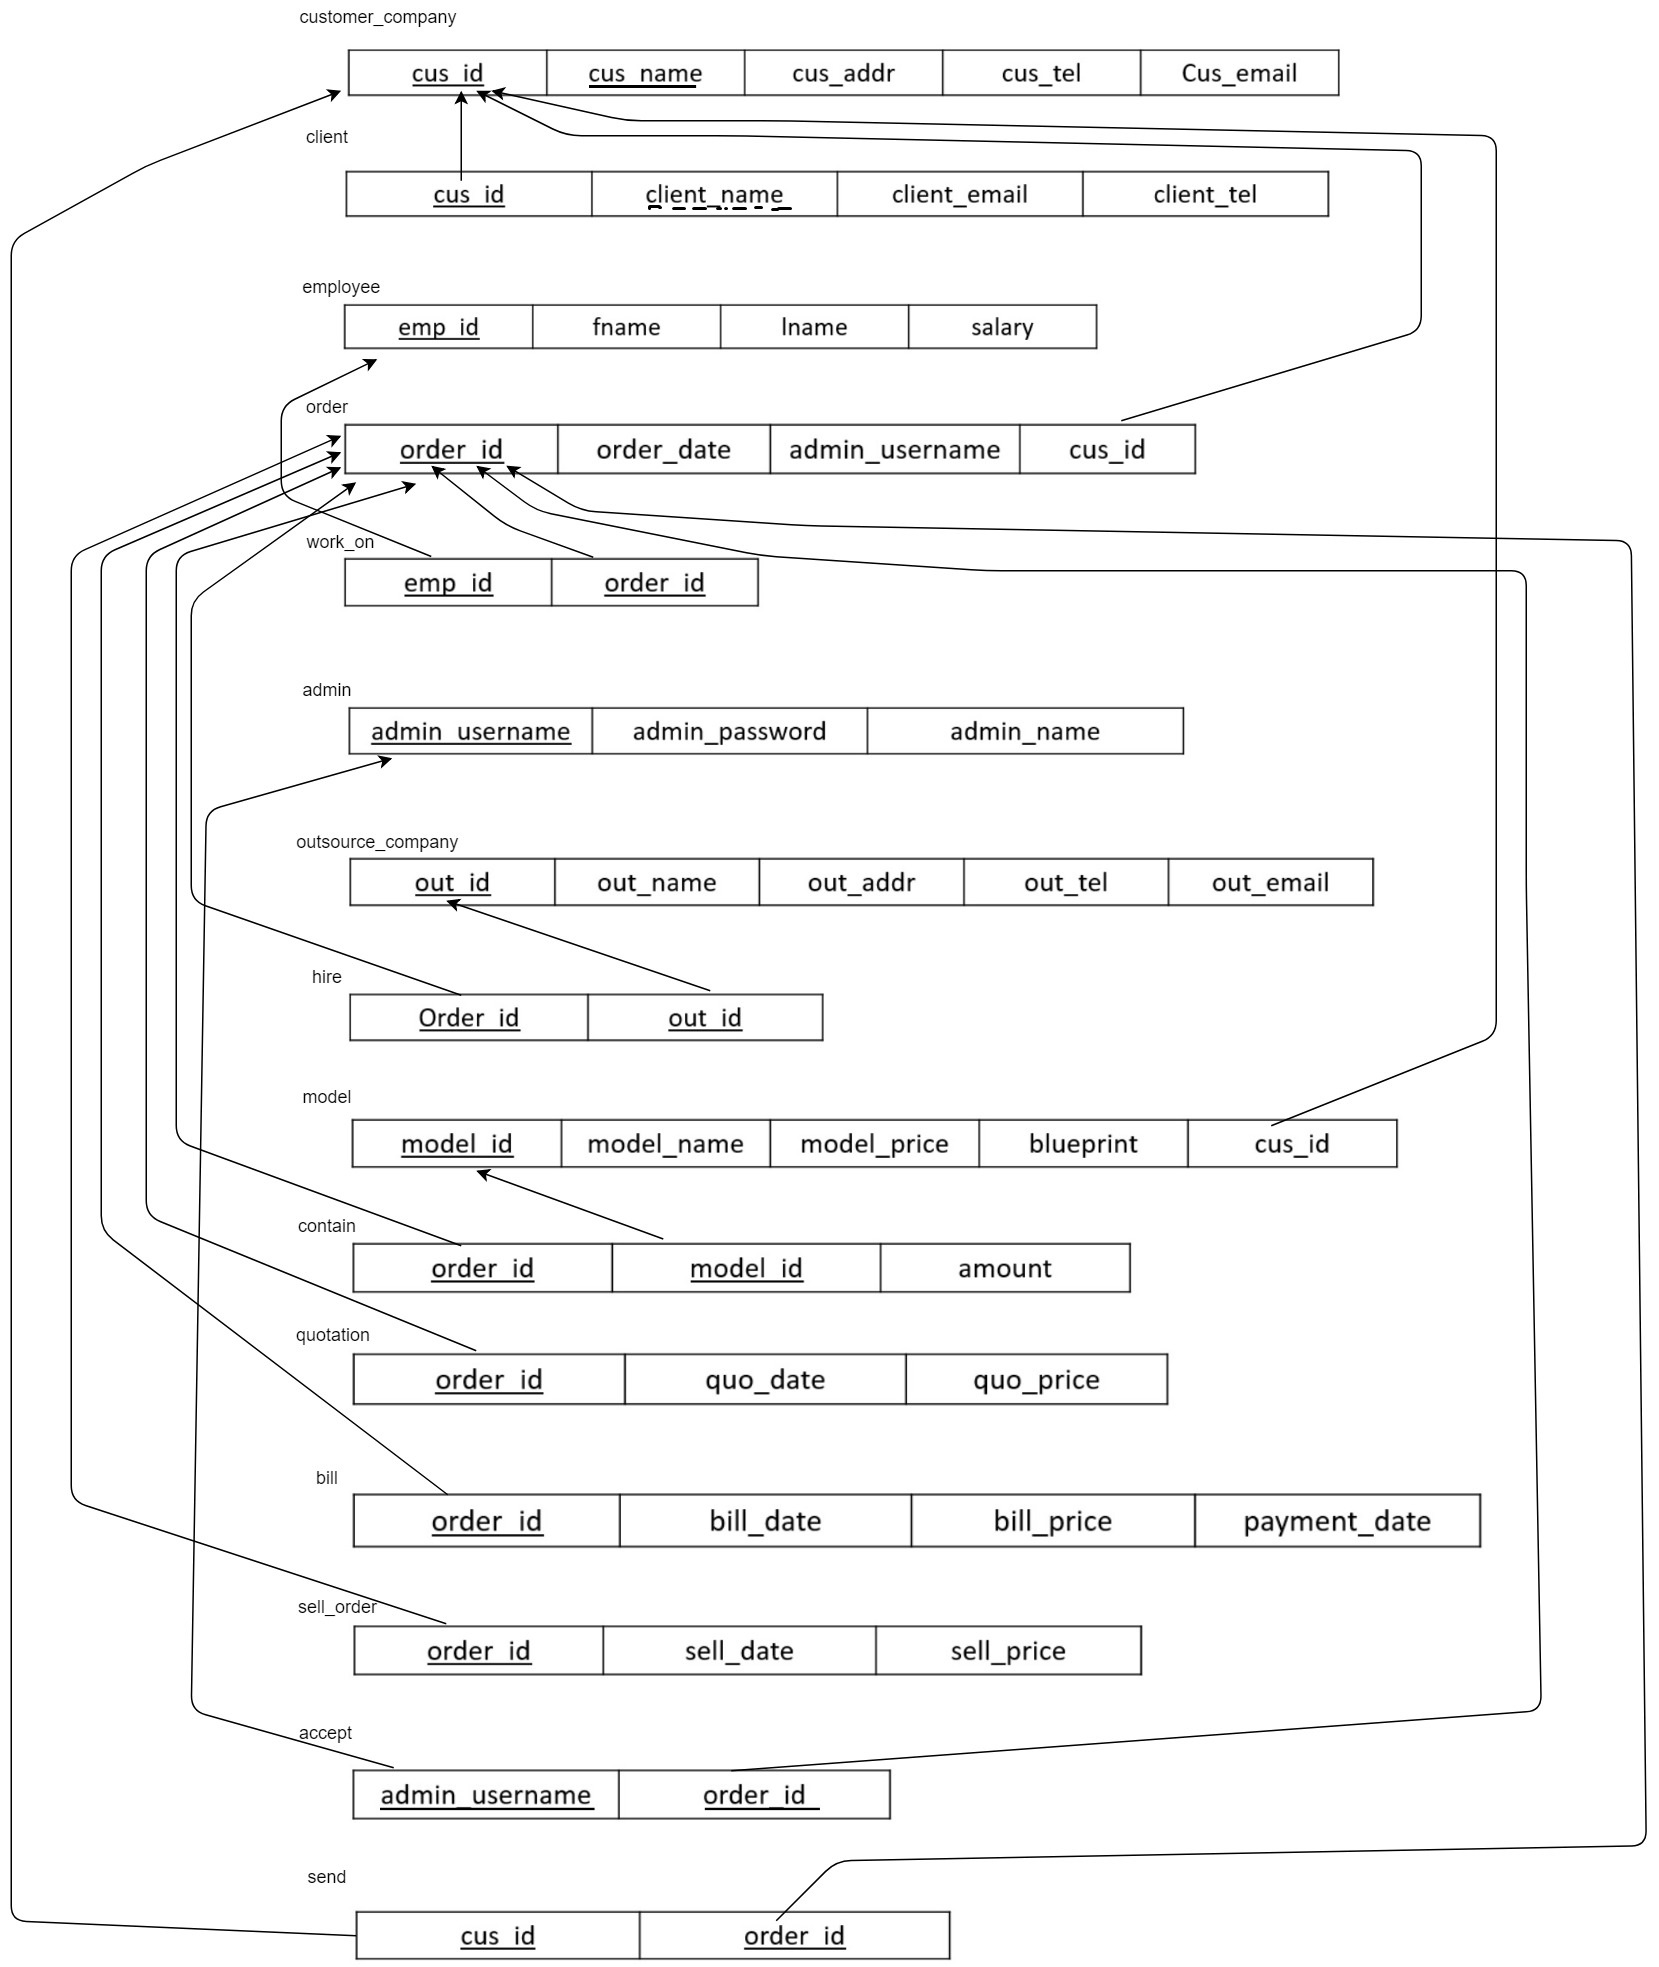 customer_company
cus_id cus_name cus_addr cus_tel Cus_email
client
cus_id client_name client_email client_tel
employee
emp_id fname lname salary
order
order_id order_date admin_username cus_id
work_on
emp_id order_id
admin
admin_username admin_password admin_name
outsource_company
out_id out_name out_addr out_tel out_email
hire
Order_id out_id
model
model_id model_name model_price blueprint cus_id
contain
order_id model_id amount
quotation
order_id quo_date quo_price
bill
order_id bill_date bill_price payment_date
sell_order
order_id sell_date sell_price
accept
admin_username order_id
send
cus_id order_id